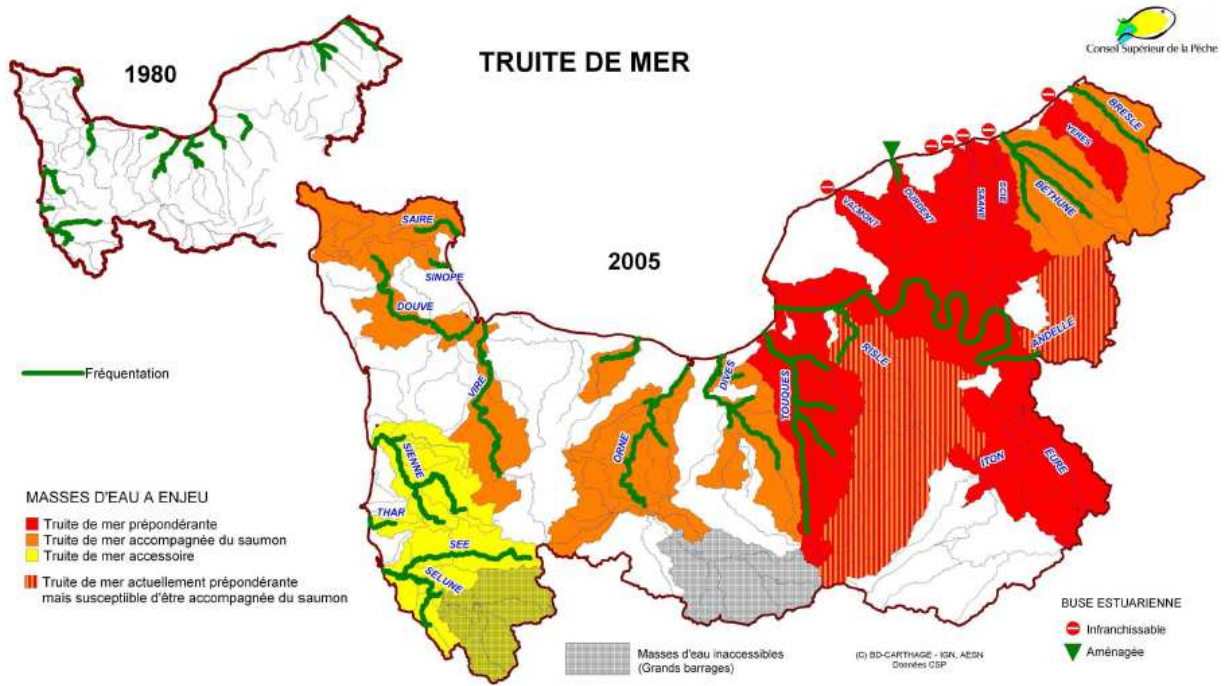 TRUITE DE MER
Conseil Supérieur de la Pêche
1980
2005
BRESLE
YERES
BETHUNE
SCIE
SAANE
DURDENT
VALMONT
ANDELLE
RISLE
ITON
EURE
TOUQUES
DIVES
ORNE
VIRE
SAIRE
SINOPE
DOUVE
SIENNE
THAR
SEE
SELUNE
Fréquentation
MASSES D'EAU A ENJEU
Truite de mer prépondérante
Truite de mer accompagnée du saumon
Truite de mer accessoire
Truite de mer actuellement prépondérante
mais susceptiible d'être accompagnée du saumon
Masses d'eau inaccessibles
(Grands barrages)
(C) BD-CARTHAGE - IGN, AESN
Données CSP
BUSE ESTUARIENNE
Infranchissable
Aménagée